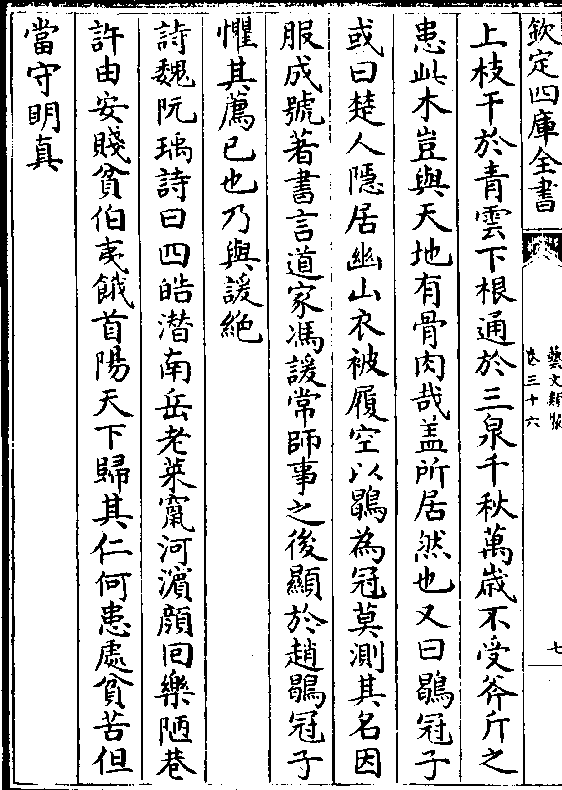 欽定四庫全書
藝文類聚
卷三十六
七
上枝干於青雲下根通於三泉千秋萬歲不受斧斤之
患此木豈與天地有骨肉哉盖所居然也又曰鶡冠子
或曰楚人隱居幽山衣被履空以鶡為冠莫測其名因
服成號著書言道家馮諼常師事之後顯於趙鶡冠子
懼其薦已也乃與諼絶
詩魏阮瑀詩曰四皓潛南岳老萊竄河濱顔回樂陋巷
許由安賤貧伯夷餓首陽天下歸其仁何患處貧苦但
當守明真